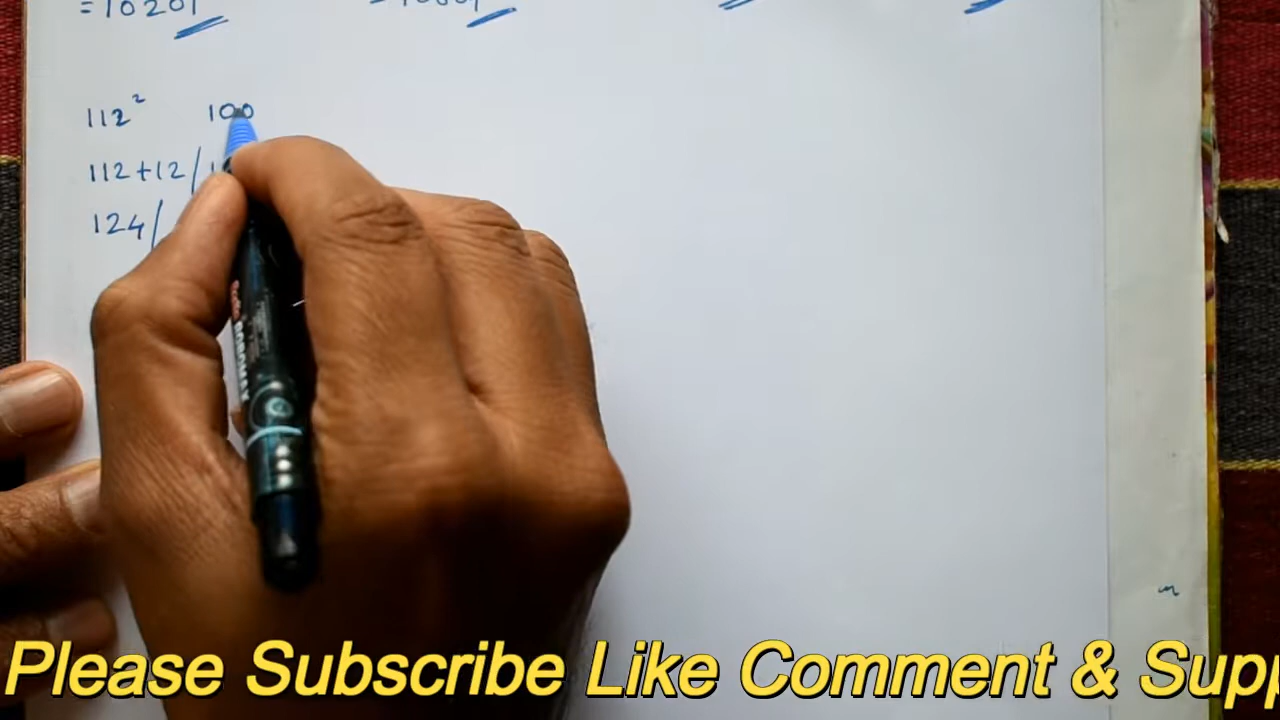 = 10201
112² 100
112 + 12 / 1
124 /
Please Subscribe Like Comment & Supp